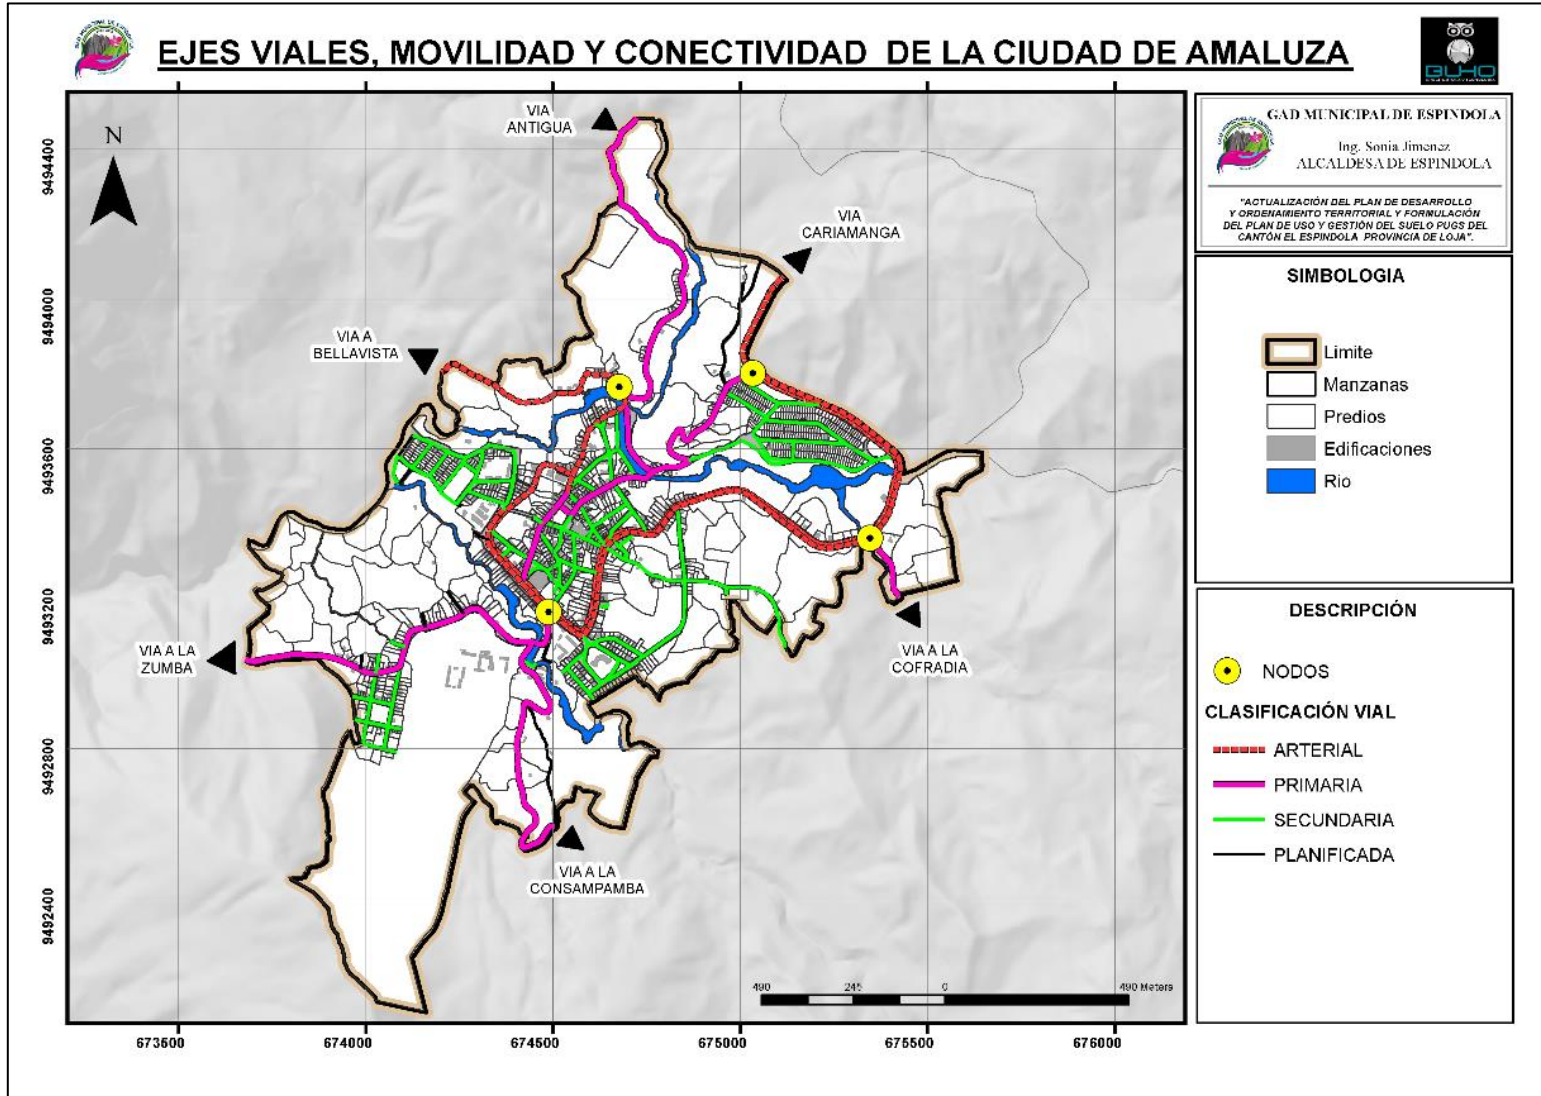 EJES VIALES, MOVILIDAD Y CONECTIVIDAD DE LA CIUDAD DE AMALUZA
BUHO
GAD MUNICIPAL DE ESPINDOLA
Ing. Sonia Jimenez
ALCALDESA DE ESPINDOLA
"ACTUALIZACIÓN DEL PLAN DE DESARROLLO
Y ORDENAMIENTO TERRITORIAL Y FORMULACIÓN
DEL PLAN DE USO Y GESTIÓN DEL SUELO PUGS DEL
CANTÓN EL ESPINDOLA PROVINCIA DE LOJA".
SIMBOLOGIA
Limite
Manzanas
Predios
Edificaciones
Rio
DESCRIPCIÓN
NODOS
CLASIFICACIÓN VIAL
ARTERIAL
PRIMARIA
SECUNDARIA
PLANIFICADA
N
VIA
ANTIGUA
VIA
CARIAMANGA
VIA A
BELLAVISTA
VIA A LA
ZUMBA
VIA A LA
COFRADIA
VIA A LA
CONSAMPAMBA
9494400
9494000
9493600
9493200
9492800
9492400
490 245 0 490 Meters
673500 674000 674500 675000 675500 676000